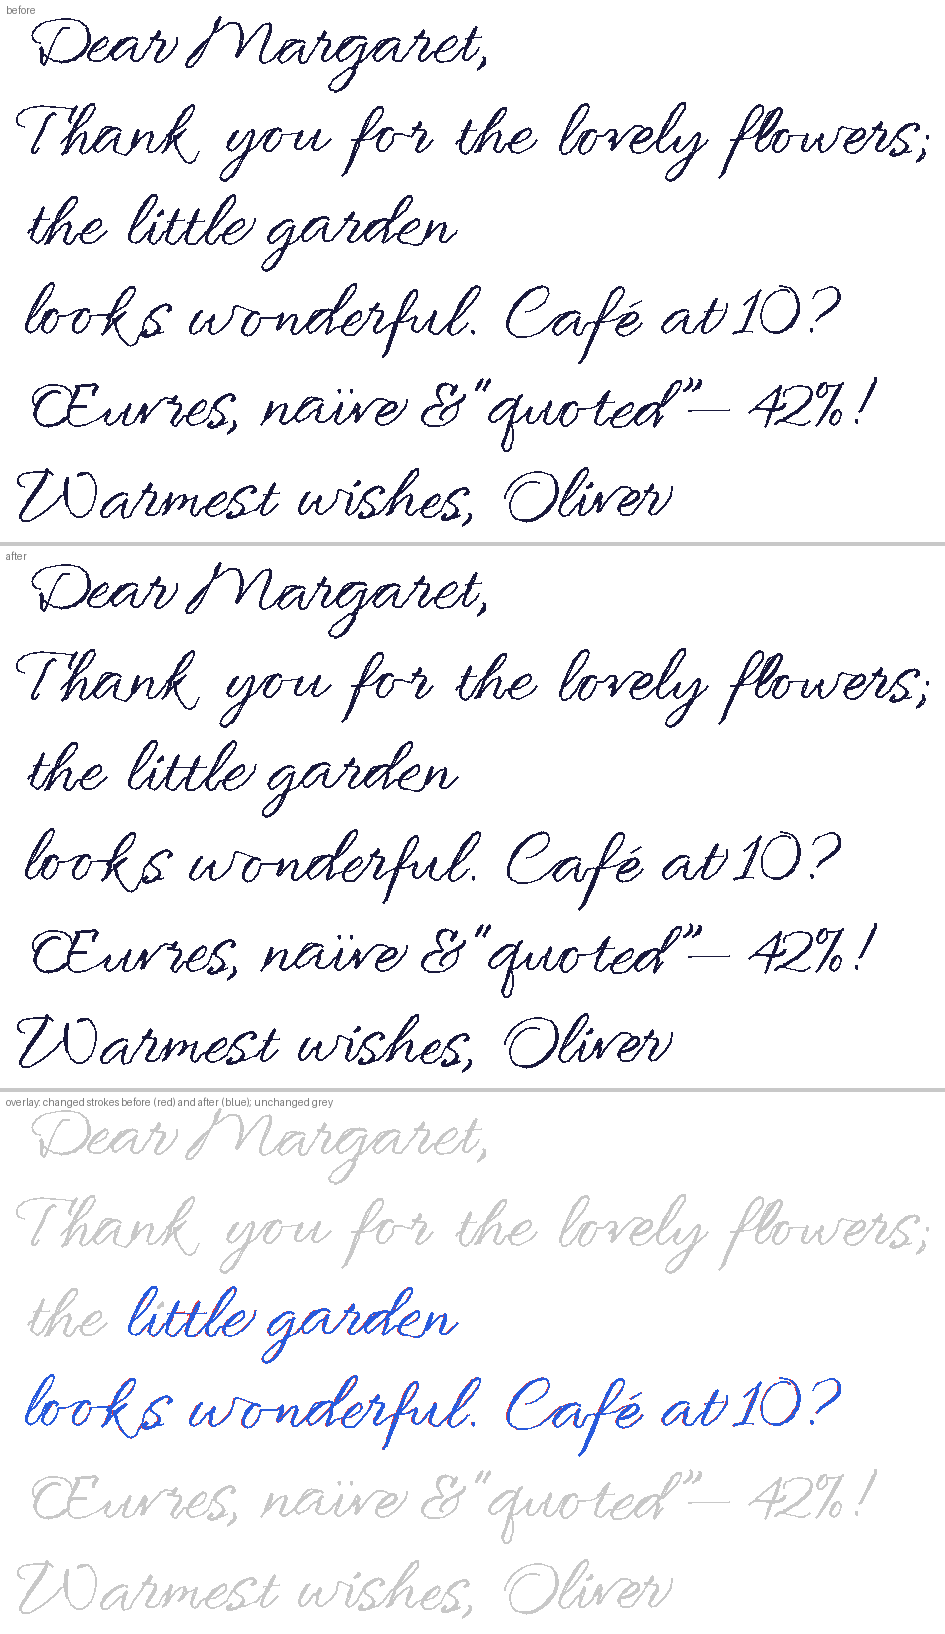 before
Dear Margaret,
Thank you for the lovely flowers;
the little garden
looks wonderful. Café at 10?
Œuvres, naïve & "quoted" — 42%!
Warmest wishes, Oliver
after
Dear Margaret,
Thank you for the lovely flowers;
the little garden
looks wonderful. Café at 10?
Œuvres, naïve & "quoted" — 42%!
Warmest wishes, Oliver
overlay: changed strokes before (red) and after (blue); unchanged grey
Dear Margaret,
Thank you for the lovely flowers;
the little garden
looks wonderful. Café at 10?
Œuvres, naïve & "quoted" — 42%!
Warmest wishes, Oliver